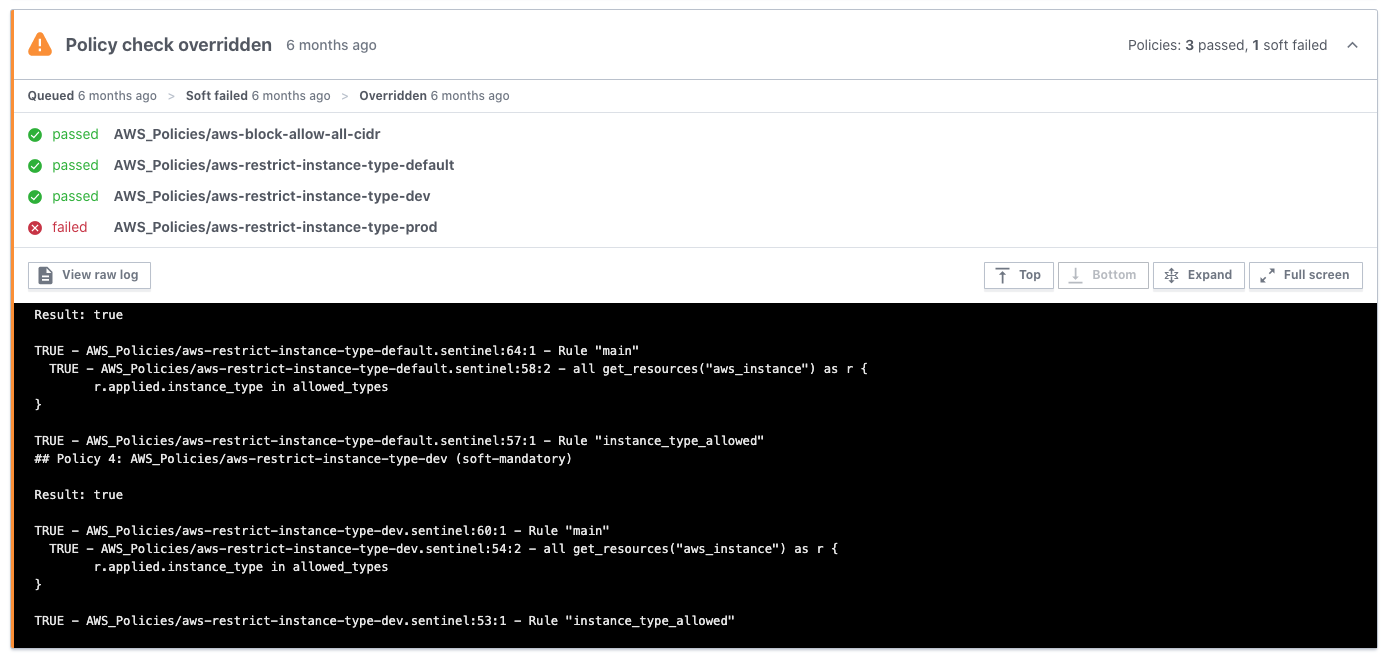 Policy check overridden 6 months ago Policies: 3 passed, 1 soft failed
Queued 6 months ago > Soft failed 6 months ago > Overridden 6 months ago
passed AWS_Policies/aws-block-allow-all-cidr
passed AWS_Policies/aws-restrict-instance-type-default
passed AWS_Policies/aws-restrict-instance-type-dev
failed AWS_Policies/aws-restrict-instance-type-prod
View raw log Top Bottom Expand Full screen
Result: true
TRUE - AWS_Policies/aws-restrict-instance-type-default.sentinel:64:1 - Rule "main"
TRUE - AWS_Policies/aws-restrict-instance-type-default.sentinel:58:2 - all get_resources("aws_instance") as r {
r.applied.instance_type in allowed_types
}
TRUE - AWS_Policies/aws-restrict-instance-type-default.sentinel:57:1 - Rule "instance_type_allowed"
## Policy 4: AWS_Policies/aws-restrict-instance-type-dev (soft-mandatory)
Result: true
TRUE - AWS_Policies/aws-restrict-instance-type-dev.sentinel:60:1 - Rule "main"
TRUE - AWS_Policies/aws-restrict-instance-type-dev.sentinel:54:2 - all get_resources("aws_instance") as r {
r.applied.instance_type in allowed_types
}
TRUE - AWS_Policies/aws-restrict-instance-type-dev.sentinel:53:1 - Rule "instance_type_allowed"